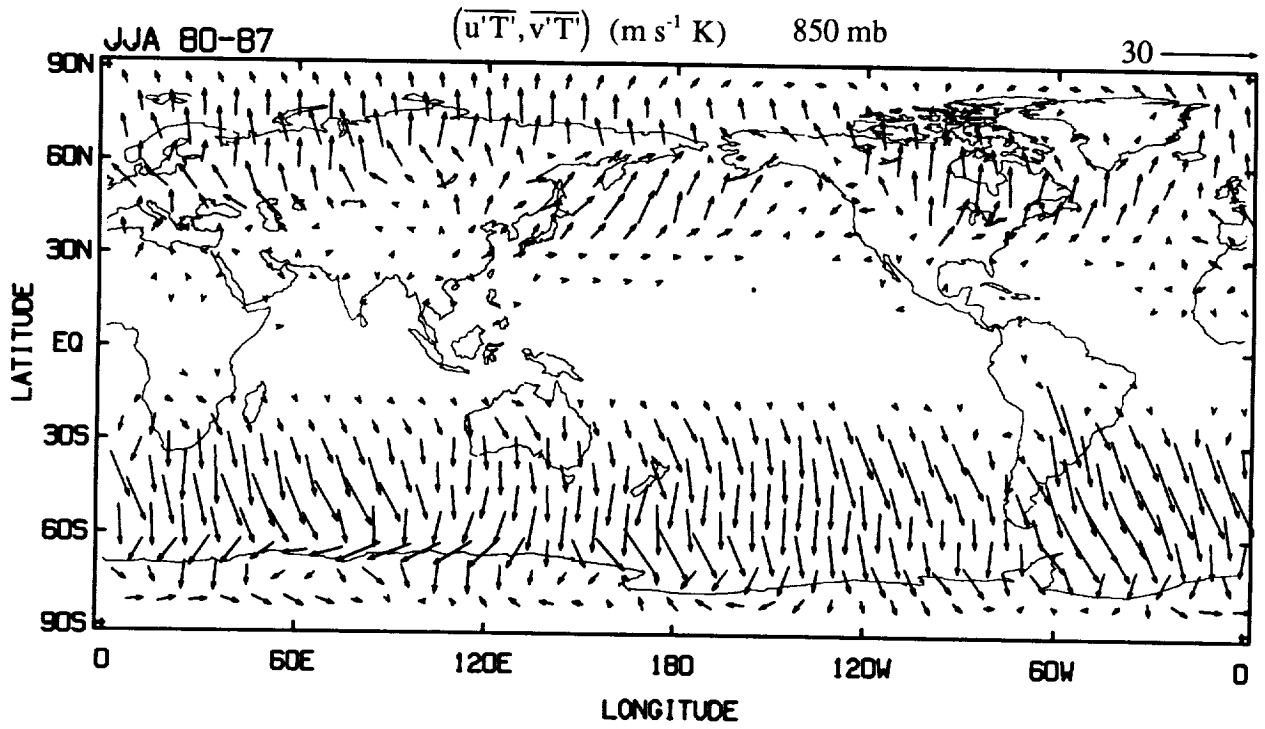 JJA 80-87 (u'T', v'T') (m s⁻¹ K) 850 mb 30
90N
60N
30N
EQ
30S
60S
90S
LATITUDE
0 60E 120E 180 120W 60W 0
LONGITUDE